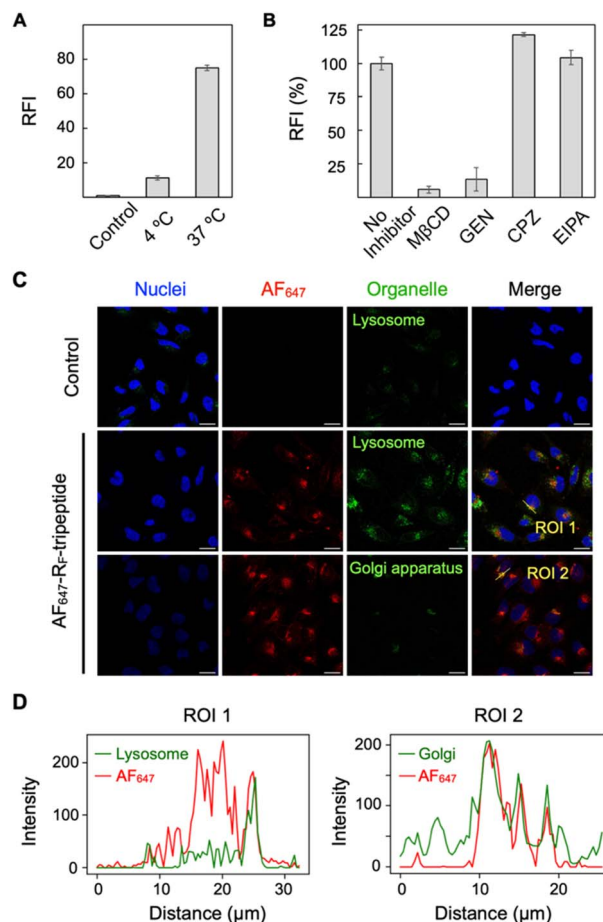 A
RFI
80
60
40
20
Control
4 ºC
37 ºC
B
RFI (%)
125
100
75
50
25
No Inhibitor
MβCD
GEN
CPZ
EIPA
C
Nuclei AF647 Organelle Merge
Control
Lysosome
AF647-RF-tripeptide
Lysosome
ROI 1
Golgi apparatus
ROI 2
D
ROI 1
Lysosome
AF647
Intensity
200
100
0
0 10 20 30
Distance (µm)
ROI 2
Golgi
AF647
Intensity
200
100
0
0 10 20
Distance (µm)